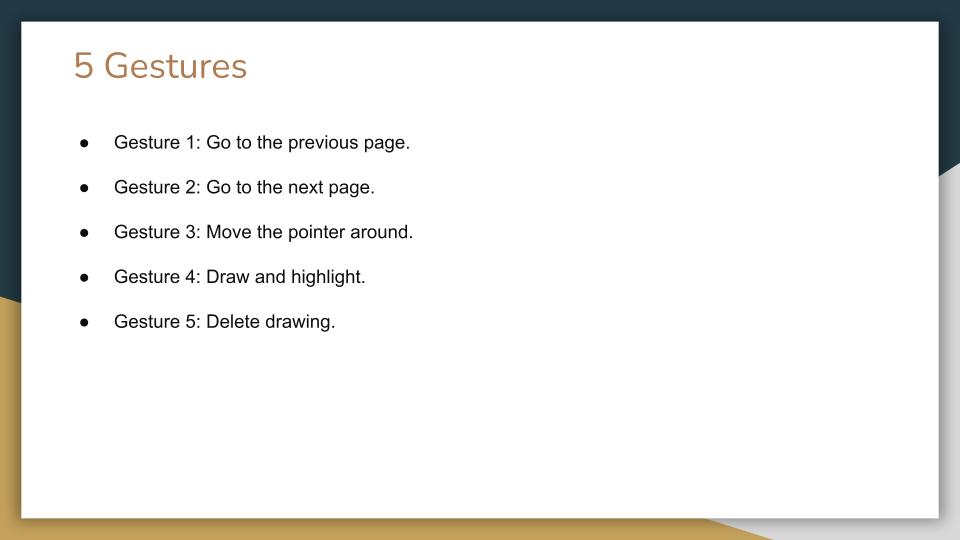 5 Gestures
● Gesture 1: Go to the previous page.
● Gesture 2: Go to the next page.
● Gesture 3: Move the pointer around.
● Gesture 4: Draw and highlight.
● Gesture 5: Delete drawing.